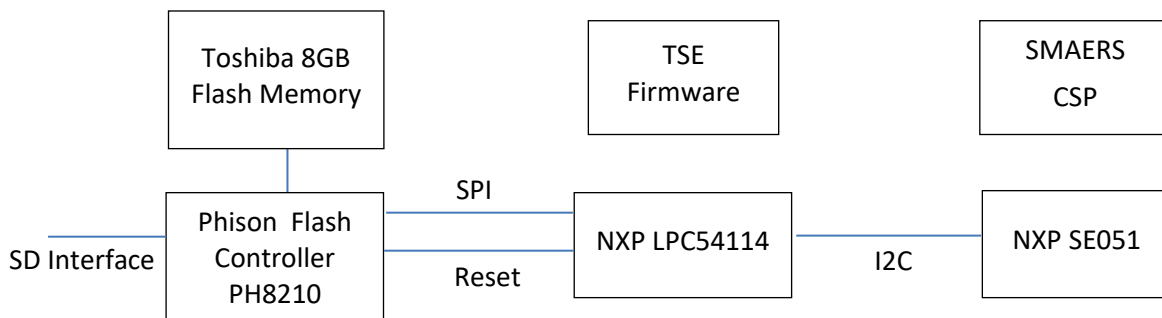 Toshiba 8GB
Flash Memory
TSE
Firmware
SMAERS
CSP
SD Interface
Phison Flash
Controller
PH8210
SPI
Reset
NXP LPC54114
I2C
NXP SE051